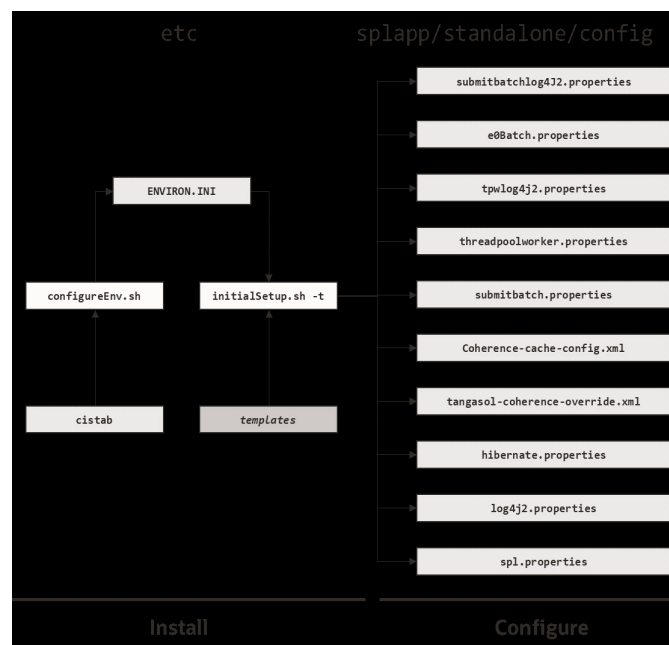 etc
splapp/standalone/config
submitbatchlog4J2.properties
e0Batch.properties
ENVIRON.INI
tpwlog4j2.properties
threadpoolworker.properties
configureEnv.sh
initialSetup.sh -t
submitbatch.properties
Coherence-cache-config.xml
cistab
templates
tangasol-coherence-override.xml
hibernate.properties
log4j2.properties
spl.properties
Install
Configure